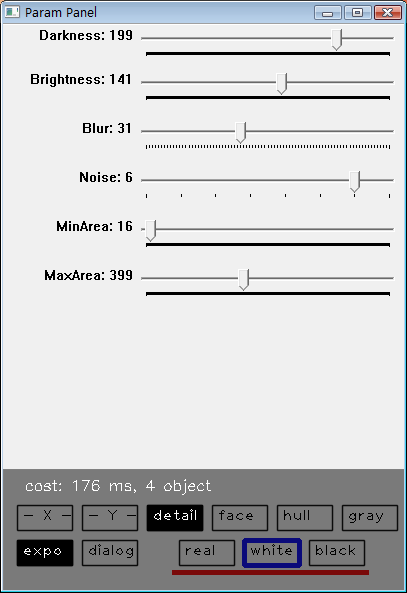 Param Panel
Darkness: 199
Brightness: 141
Blur: 31
Noise: 6
MinArea: 16
MaxArea: 399
cost: 176 ms, 4 object
- X - - Y - detail face hull gray
expo dialog real white black